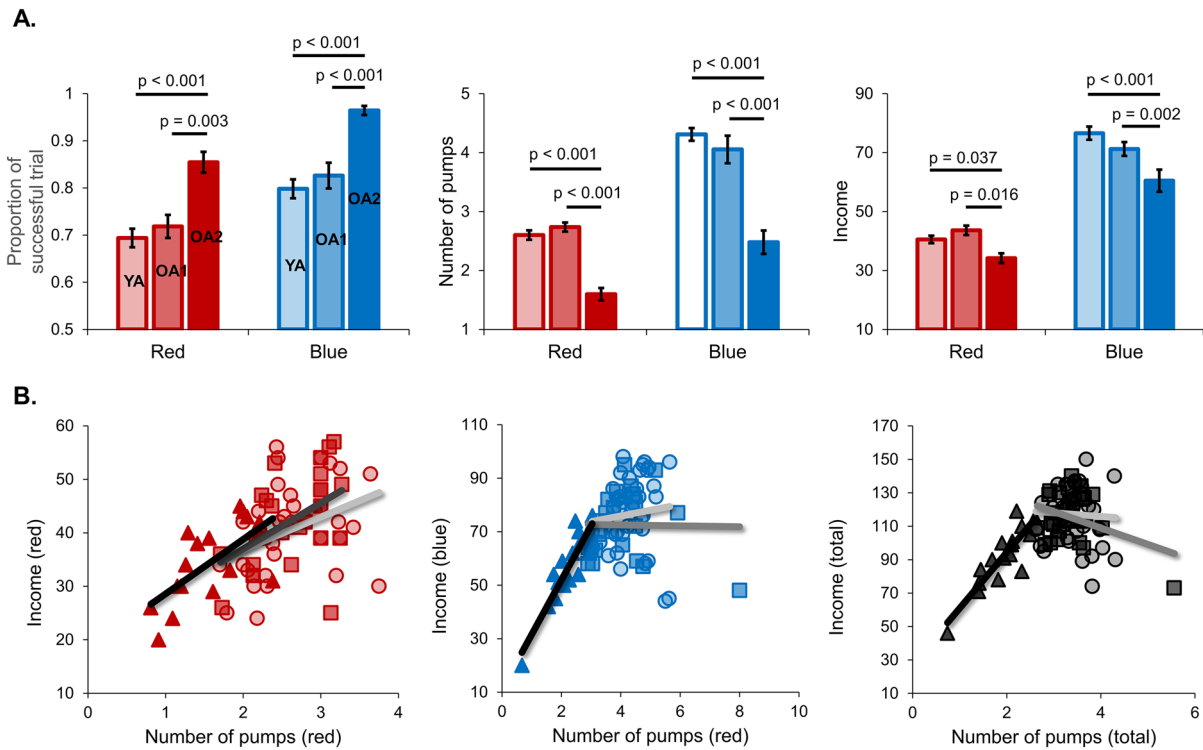 A.
p < 0.001
p < 0.001
p < 0.001
p = 0.003
Proportion of
successful trial
1
0.9
0.8
0.7
0.6
0.5
YA
OA1
OA2
YA
OA1
OA2
Red
Blue
p < 0.001
p < 0.001
p < 0.001
p < 0.001
Number of pumps
5
4
3
2
1
Red
Blue
p < 0.001
p = 0.002
p = 0.037
p = 0.016
Income
90
70
50
30
10
Red
Blue
B.
Income (red)
60
50
40
30
20
10
0
1
2
3
4
Number of pumps (red)
Income (blue)
110
90
70
50
30
10
0
2
4
6
8
10
Number of pumps (red)
Income (total)
170
150
130
110
90
70
50
30
10
0
2
4
6
Number of pumps (total)